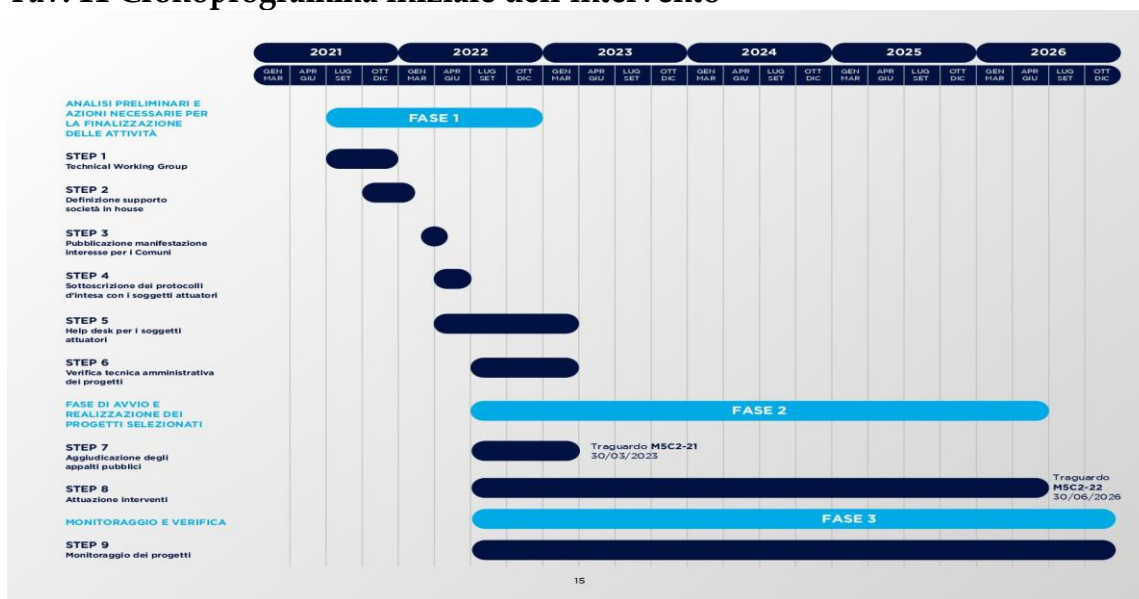 Tav. 11 Cronoprogramma iniziale dell'intervento
2021 2022 2023 2024 2025 2026
GEN MAR APR GIU LUG SET OTT DIC GEN MAR APR GIU LUG SET OTT DIC GEN MAR APR GIU LUG SET OTT DIC GEN MAR APR GIU LUG SET OTT DIC GEN MAR APR GIU LUG SET OTT DIC GEN MAR APR GIU LUG SET OTT DIC
ANALISI PRELIMINARI E
AZIONI NECESSARIE PER
LA FINALIZZAZIONE
DELLE ATTIVITÀ
FASE 1
STEP 1
Technical Working Group
STEP 2
Definizione supporto
società in house
STEP 3
Pubblicazione manifestazione
interesse per i Comuni
STEP 4
Sottoscrizione dei protocolli
d'intesa con i soggetti attuatori
STEP 5
Help desk per i soggetti
attuatori
STEP 6
Verifica tecnica amministrativa
dei progetti
FASE DI AVVIO E
REALIZZAZIONE DEI
PROGETTI SELEZIONATI
FASE 2
STEP 7
Aggiudicazione degli
appalti pubblici
Traguardo M5C2-21
30/03/2023
STEP 8
Attuazione interventi
Traguardo
M5C2-22
30/06/2026
MONITORAGGIO E VERIFICA
FASE 3
STEP 9
Monitoraggio dei progetti
15